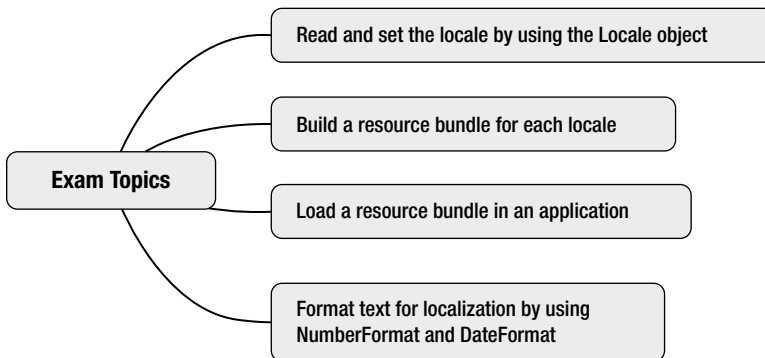 Read and set the locale by using the Locale object
Build a resource bundle for each locale
Exam Topics
Load a resource bundle in an application
Format text for localization by using
NumberFormat and DateFormat